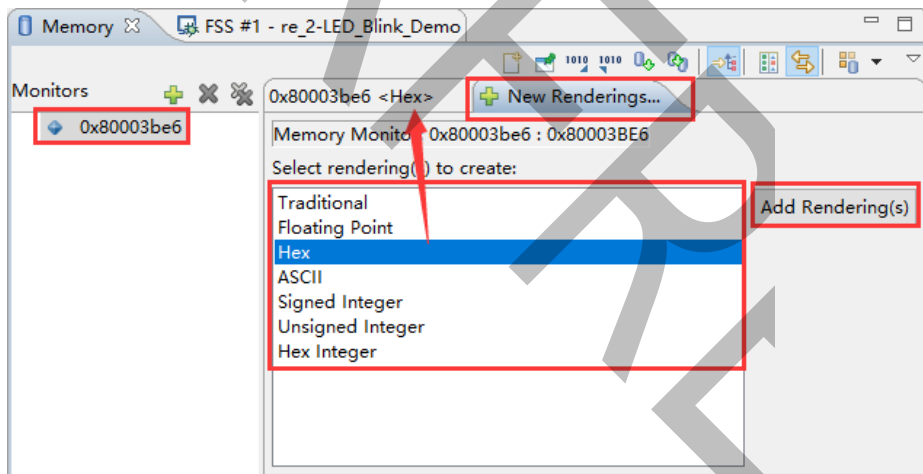 Memory
FSS #1 - re_2-LED_Blink_Demo
Monitors
0x80003be6 <Hex>
New Renderings...
0x80003be6
Memory Monito 0x80003be6 : 0x80003BE6
Select rendering( ) to create:
Traditional
Floating Point
Hex
ASCII
Signed Integer
Unsigned Integer
Hex Integer
Add Rendering(s)